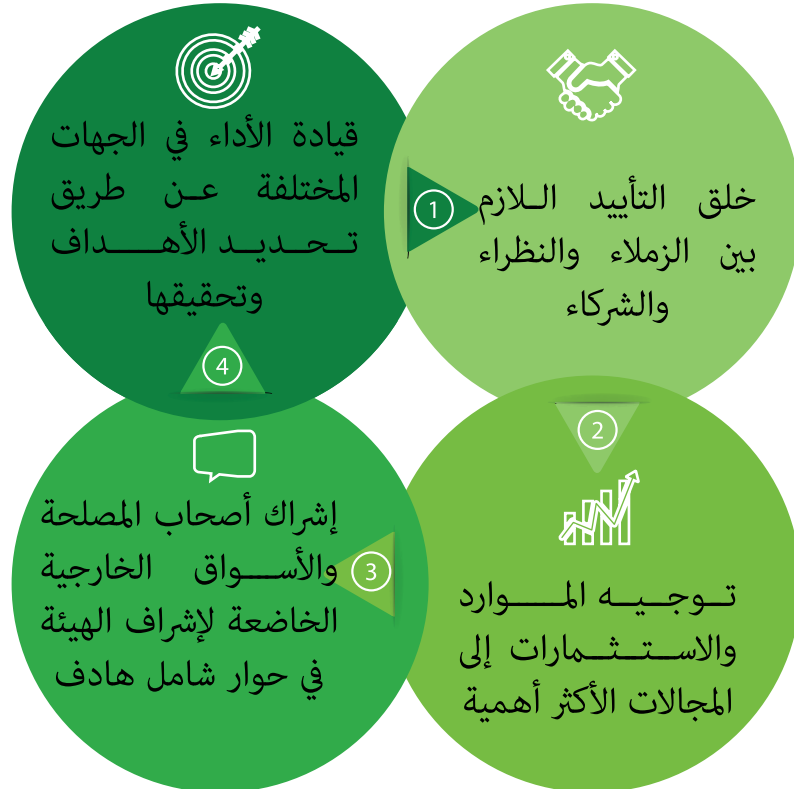 1
خلق التأييد اللازم
بين الزملاء والنظراء
والشركاء
2
توجيه الموارد
والاستثمارات إلى
المجالات الأكثر أهمية
3
إشراك أصحاب المصلحة
والأسواق الخارجية
الخاضعة لإشراف الهيئة
في حوار شامل هادف
4
قيادة الأداء في الجهات
المختلفة عن طريق
تحديد الأهداف
وتحقيقها